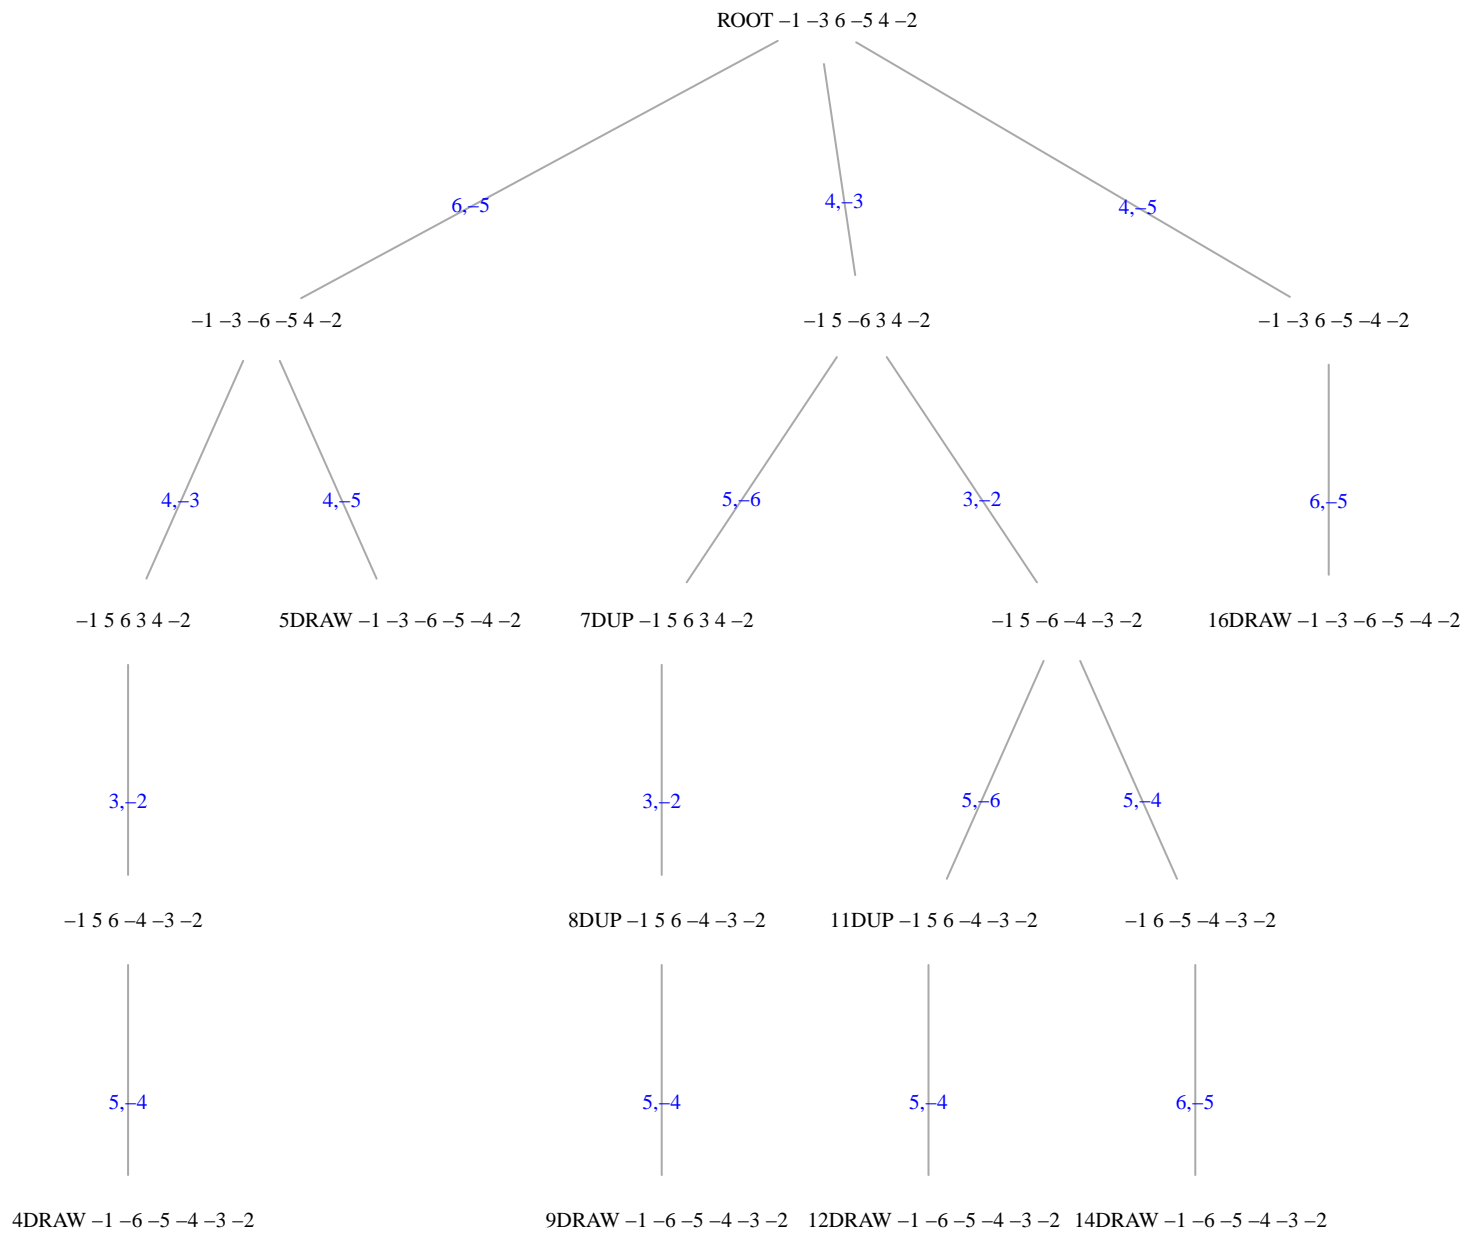 ROOT –1 –3 6 –5 4 –2
6,–5
4,–3
4,–5
–1 –3 –6 –5 4 –2
–1 5 –6 3 4 –2
–1 –3 6 –5 –4 –2
4,–3
4,–5
5,–6
3,–2
6,–5
–1 5 6 3 4 –2
5DRAW –1 –3 –6 –5 –4 –2
7DUP –1 5 6 3 4 –2
–1 5 –6 –4 –3 –2
16DRAW –1 –3 –6 –5 –4 –2
3,–2
3,–2
5,–6
5,–4
–1 5 6 –4 –3 –2
8DUP –1 5 6 –4 –3 –2
11DUP –1 5 6 –4 –3 –2
–1 6 –5 –4 –3 –2
5,–4
5,–4
5,–4
6,–5
4DRAW –1 –6 –5 –4 –3 –2
9DRAW –1 –6 –5 –4 –3 –2
12DRAW –1 –6 –5 –4 –3 –2
14DRAW –1 –6 –5 –4 –3 –2